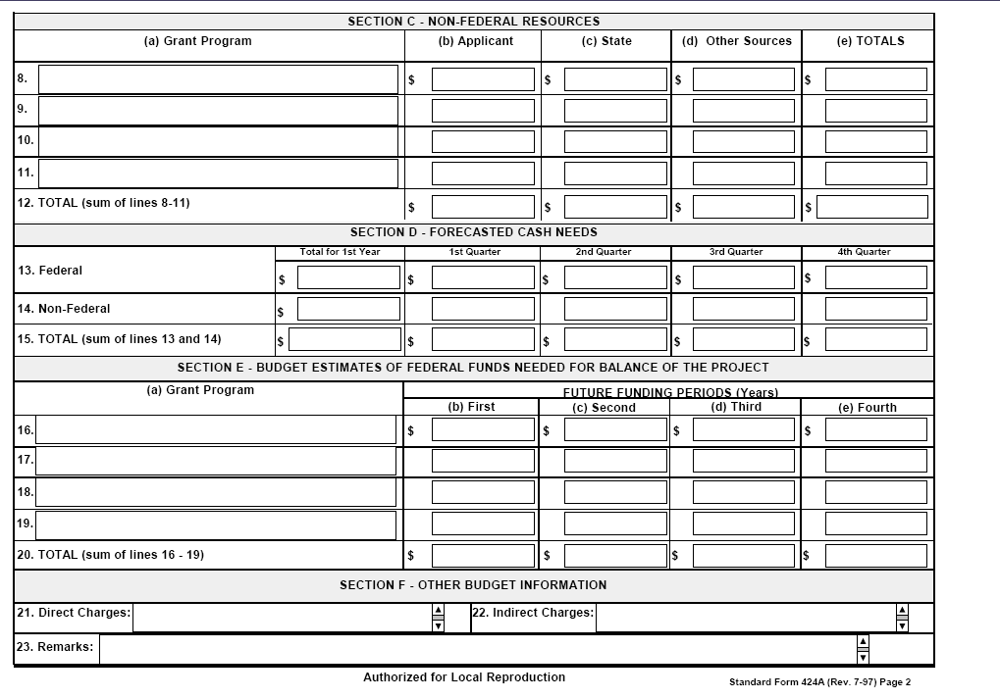 SECTION C - NON-FEDERAL RESOURCES
(a) Grant Program (b) Applicant (c) State (d) Other Sources (e) TOTALS
8. $ $ $ $
9.
10.
11.
12. TOTAL (sum of lines 8-11) $ $ $ $
SECTION D - FORECASTED CASH NEEDS
Total for 1st Year 1st Quarter 2nd Quarter 3rd Quarter 4th Quarter
13. Federal $ $ $ $ $
14. Non-Federal $
15. TOTAL (sum of lines 13 and 14) $ $ $ $ $
SECTION E - BUDGET ESTIMATES OF FEDERAL FUNDS NEEDED FOR BALANCE OF THE PROJECT
(a) Grant Program FUTURE FUNDING PERIODS (Years)
(b) First (c) Second (d) Third (e) Fourth
16. $ $ $ $
17.
18.
19.
20. TOTAL (sum of lines 16 - 19) $ $ $ $
SECTION F - OTHER BUDGET INFORMATION
21. Direct Charges: 22. Indirect Charges:
23. Remarks:
Authorized for Local Reproduction
Standard Form 424A (Rev. 7-97) Page 2